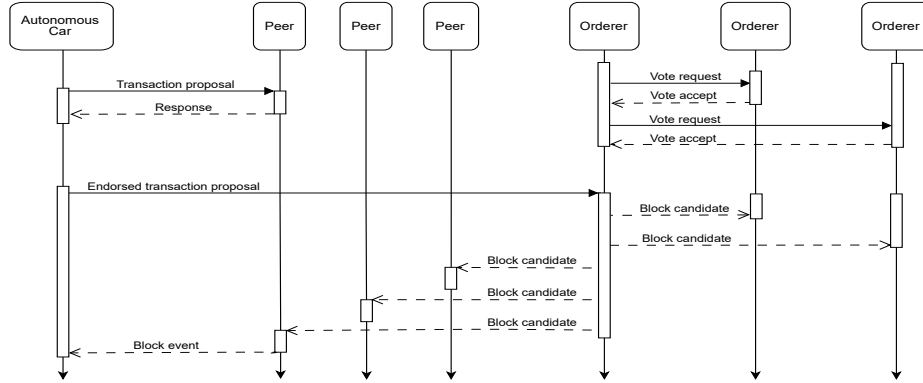 Autonomous
Car
Peer
Peer
Peer
Orderer
Orderer
Orderer
Transaction proposal
Vote request
Vote accept
Response
Vote request
Vote accept
Endorsed transaction proposal
Block candidate
Block candidate
Block candidate
Block candidate
Block candidate
Block event